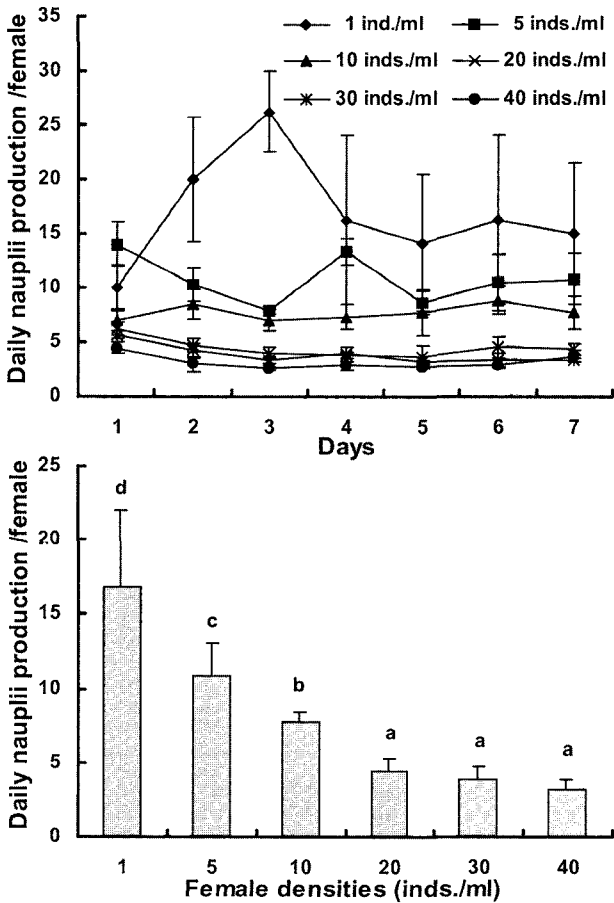 Daily nauplii production /female
35
30
25
20
15
10
5
0
1 ind./ml
5 inds./ml
10 inds./ml
20 inds./ml
30 inds./ml
40 inds./ml
1 2 3 4 5 6 7
Days
Daily nauplii production /female
25
20
15
10
5
0
d
c
b
a
a
a
1 5 10 20 30 40
Female densities (inds./ml)